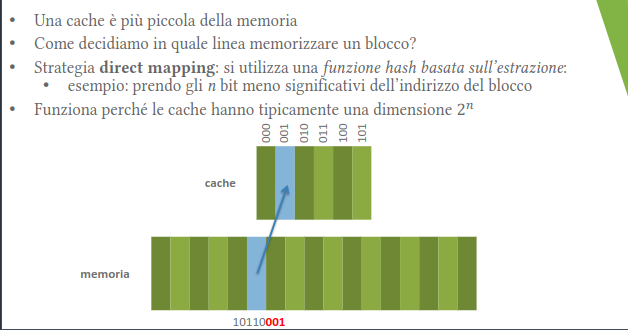 • Una cache è più piccola della memoria
• Come decidiamo in quale linea memorizzare un blocco?
• Strategia direct mapping: si utilizza una funzione hash basata sull'estrazione:
• esempio: prendo gli n bit meno significativi dell'indirizzo del blocco
• Funziona perché le cache hanno tipicamente una dimensione 2ⁿ
000 001 010 011 100 101
cache
memoria
10110001